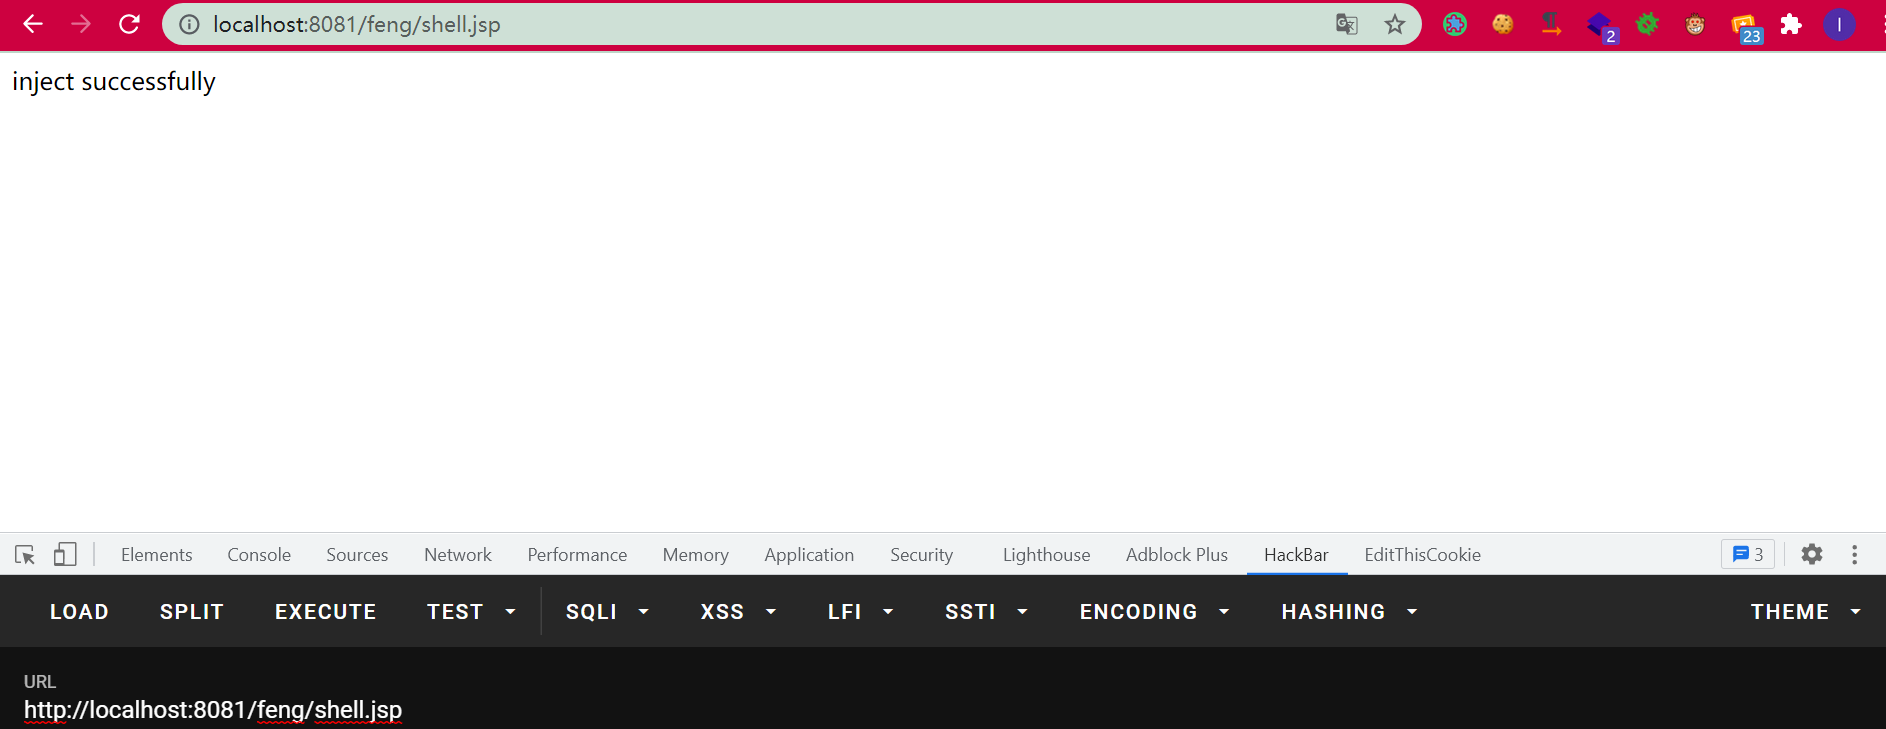 localhost:8081/feng/shell.jsp
2
23
I
inject successfully
Elements Console Sources Network Performance Memory Application Security Lighthouse Adblock Plus HackBar EditThisCookie 3
LOAD SPLIT EXECUTE TEST SQLI XSS LFI SSTI ENCODING HASHING THEME
URL
http://localhost:8081/feng/shell.jsp